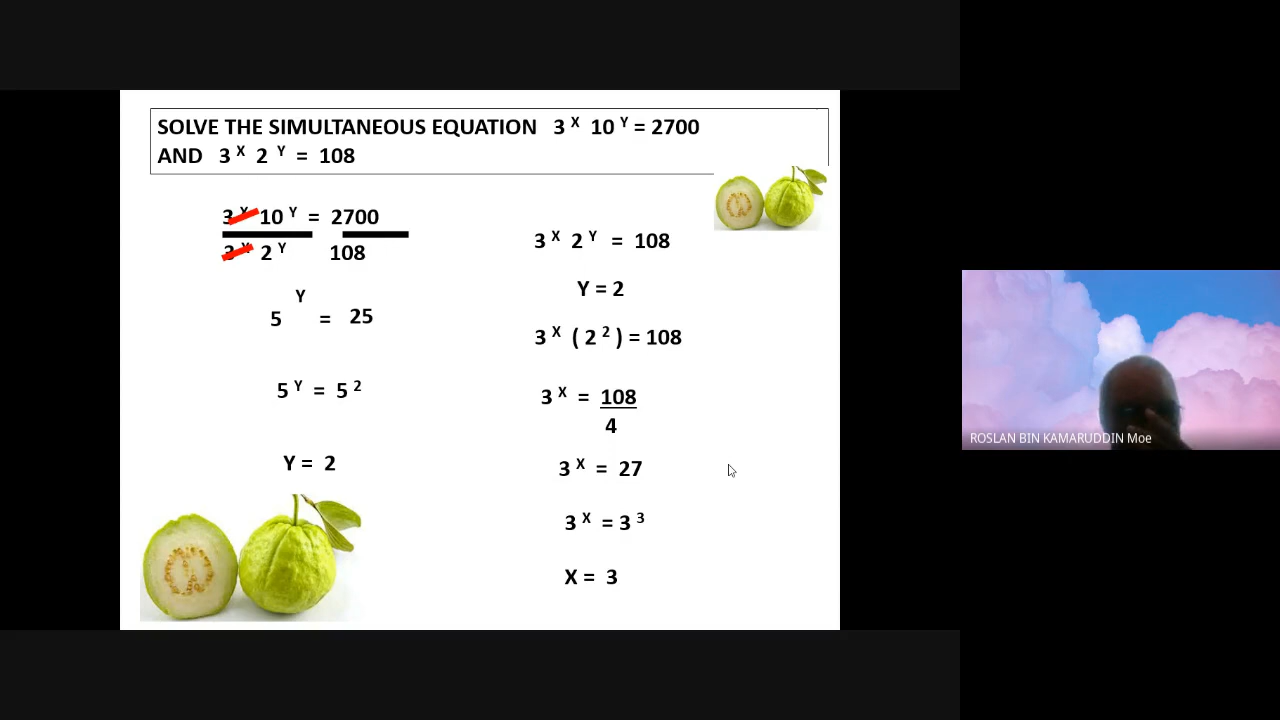 SOLVE THE SIMULTANEOUS EQUATION 3 ^X 10 ^Y = 2700
AND 3 ^X 2 ^Y = 108
3 ^X 10 ^Y = 2700
3 ^X 2 ^Y 108
5 ^Y = 25
5 ^Y = 5 ^2
Y = 2
3 ^X 2 ^Y = 108
Y = 2
3 ^X ( 2 ^2 ) = 108
3 ^X = 108
4
3 ^X = 27
3 ^X = 3 ^3
X = 3
ROSLAN BIN KAMARUDDIN Moe